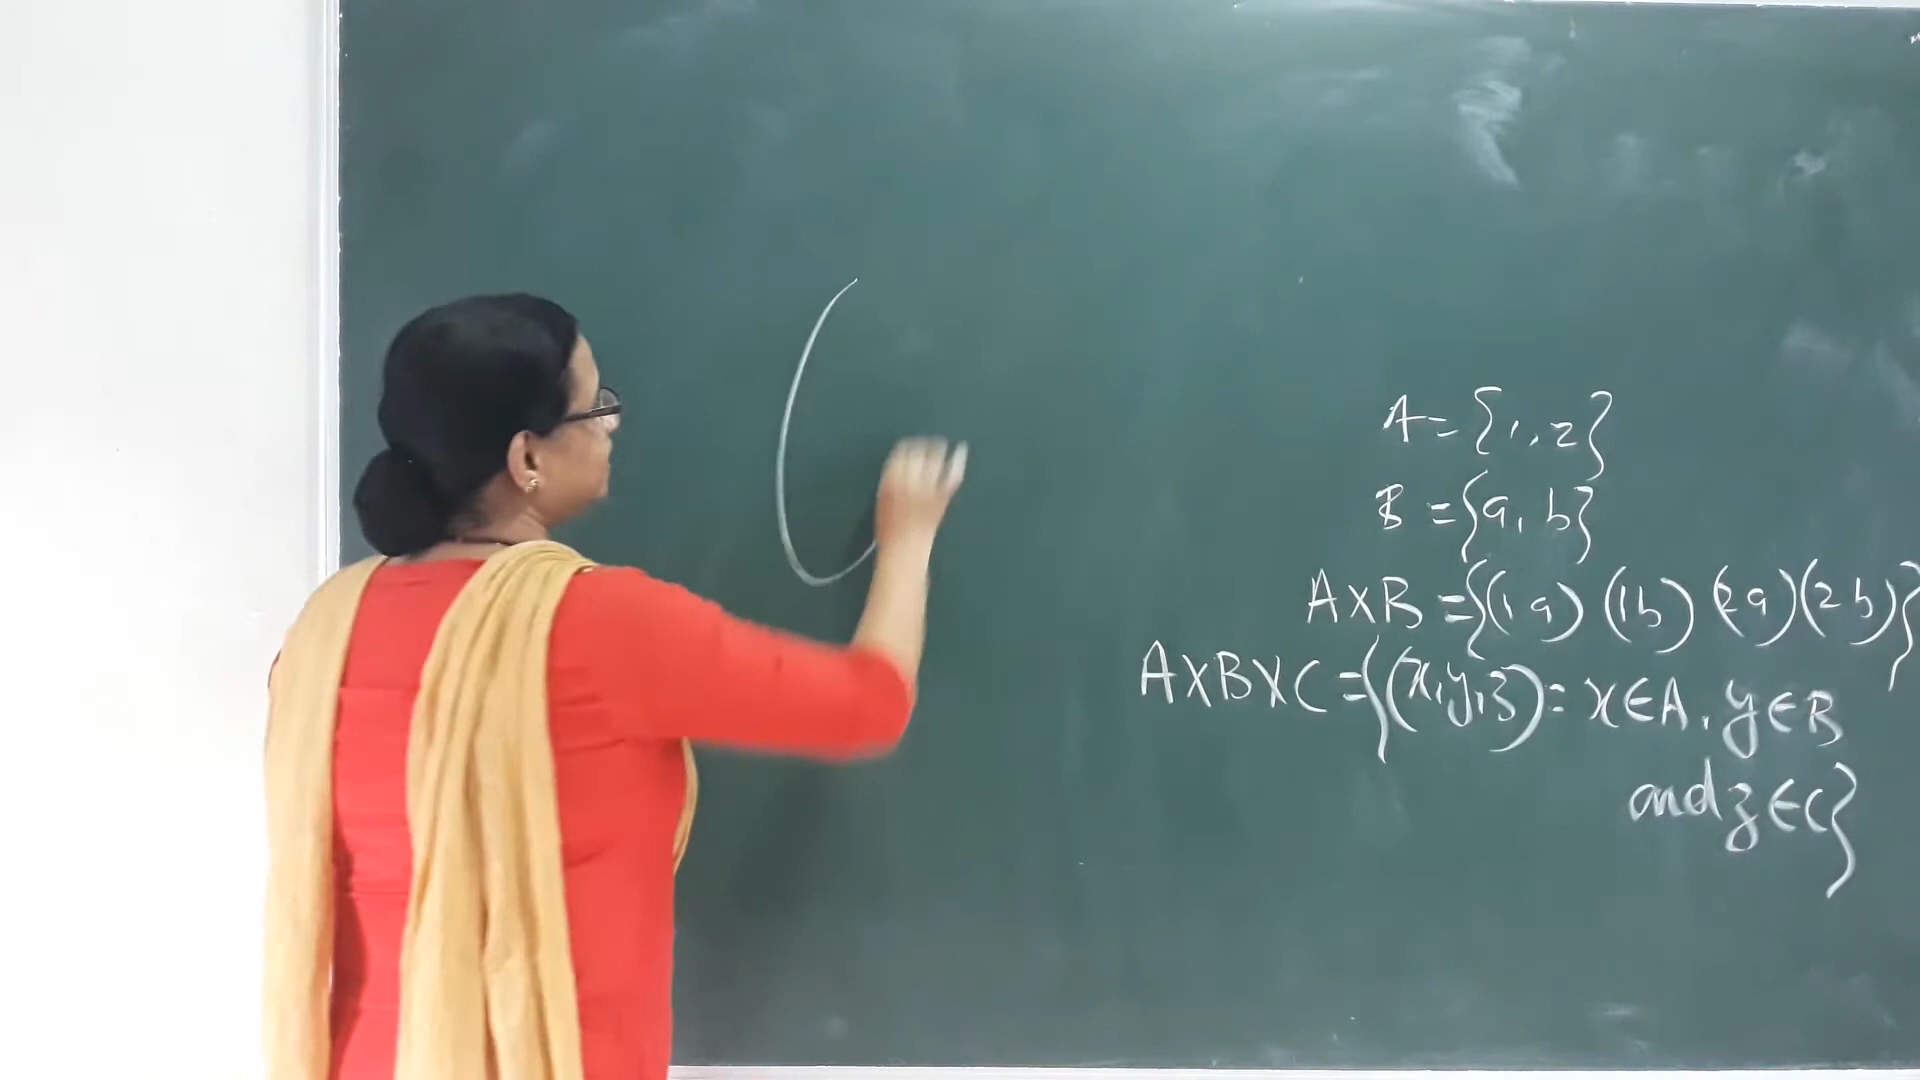 A = {1, 2}
B = {a, b}
A×B = {(1, a) (1 b) (2 a) (2 b)}
A×B×C = {(x, y, z) : x∈A, y∈B
and z∈C}